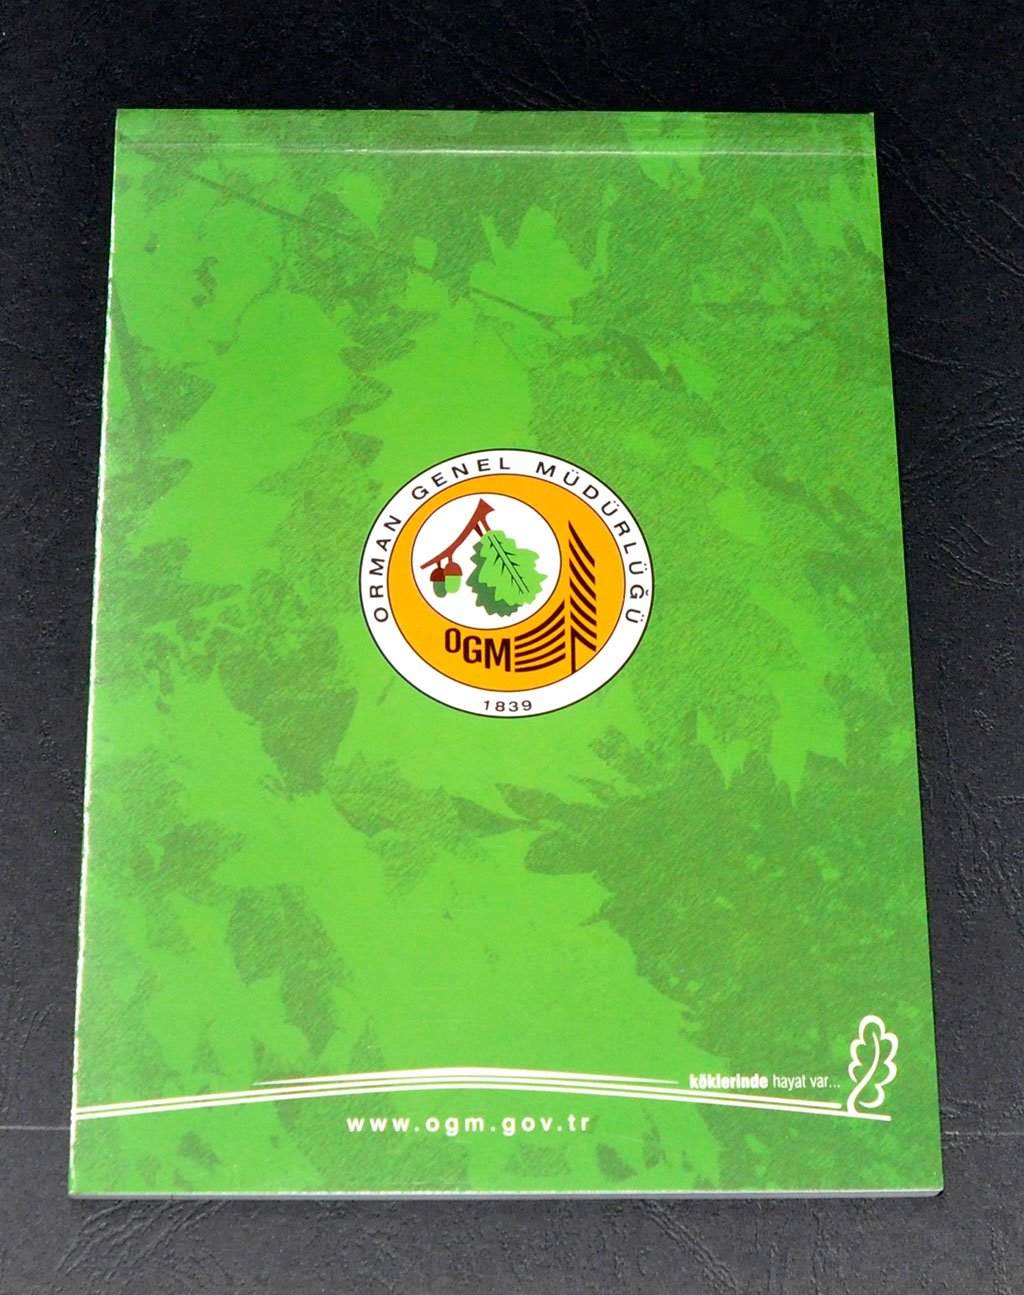 ORMAN GENEL MÜDÜRLÜĞÜ
OGM
1839
köklerinde hayat var...
www.ogm.gov.tr